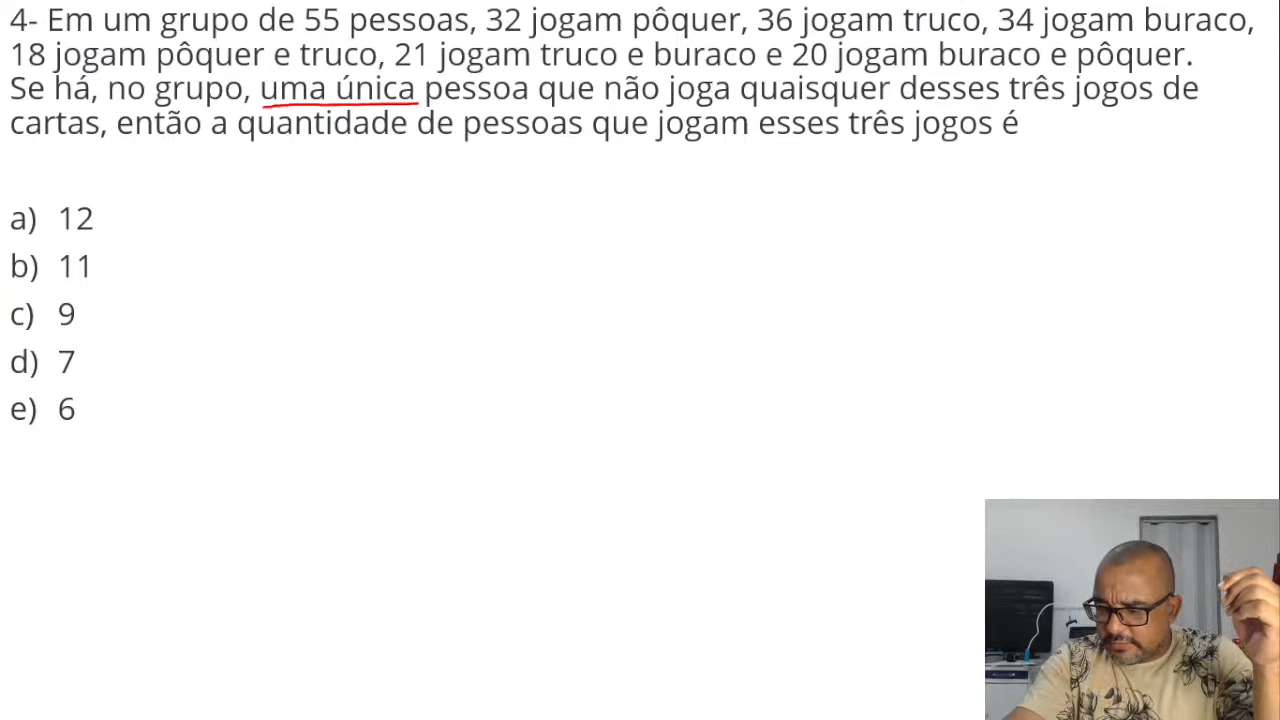 4- Em um grupo de 55 pessoas, 32 jogam pôquer, 36 jogam truco, 34 jogam buraco,
18 jogam pôquer e truco, 21 jogam truco e buraco e 20 jogam buraco e pôquer.
Se há, no grupo, uma única pessoa que não joga quaisquer desses três jogos de
cartas, então a quantidade de pessoas que jogam esses três jogos é
a) 12
b) 11
c) 9
d) 7
e) 6